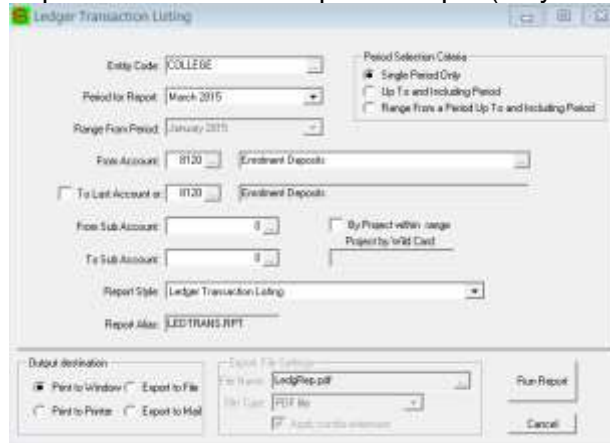 Ledger Transaction Listing
Entity Code: COLLEGE ...
Period for Report: March 2015
Range From Period: January 2015
From Account: 8120 ... Enrolment Deposits ...
To Last Account or: 8120 ... Enrolment Deposits
From Sub Account: 0 ...
To Sub Account: 0 ...
By Project within range
Project by Wild Card
Report Style: Ledger Transaction Listing
Report Alias: LEDTRANS.RPT
Period Selection Criteria
Single Period Only
Up To and Including Period
Range From a Period Up To and Including Period
Output destination
Print to Window Export to File
Print to Printer Export to Mail
Export File Settings
File Name: LedgRep.pdf ...
File Type: PDF file
extension
Run Report
Cancel